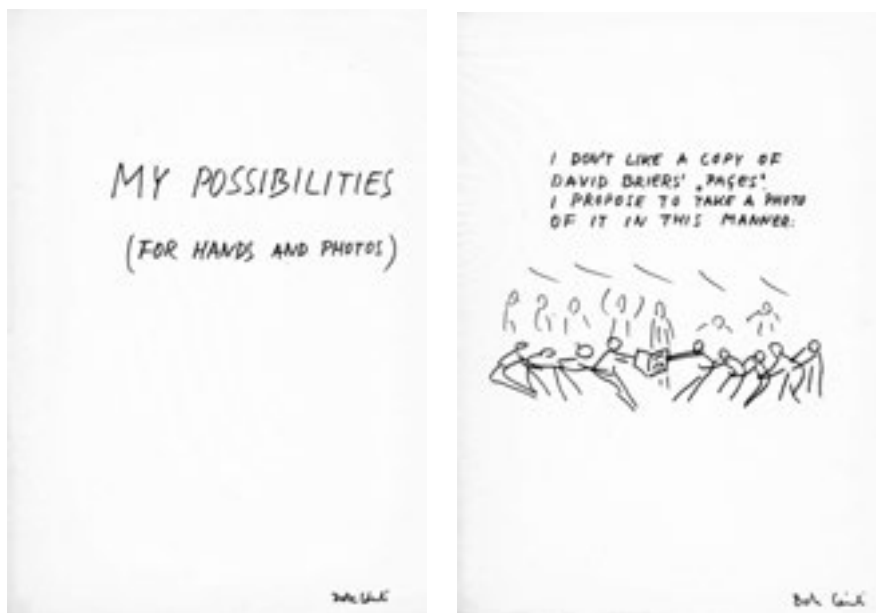 MY POSSIBILITIES
(FOR HANDS AND PHOTOS)
I DON'T LIKE A COPY OF
DAVID BRIERS' „PAGES".
I PROPOSE TO TAKE A PHOTO
OF IT IN THIS MANNER: